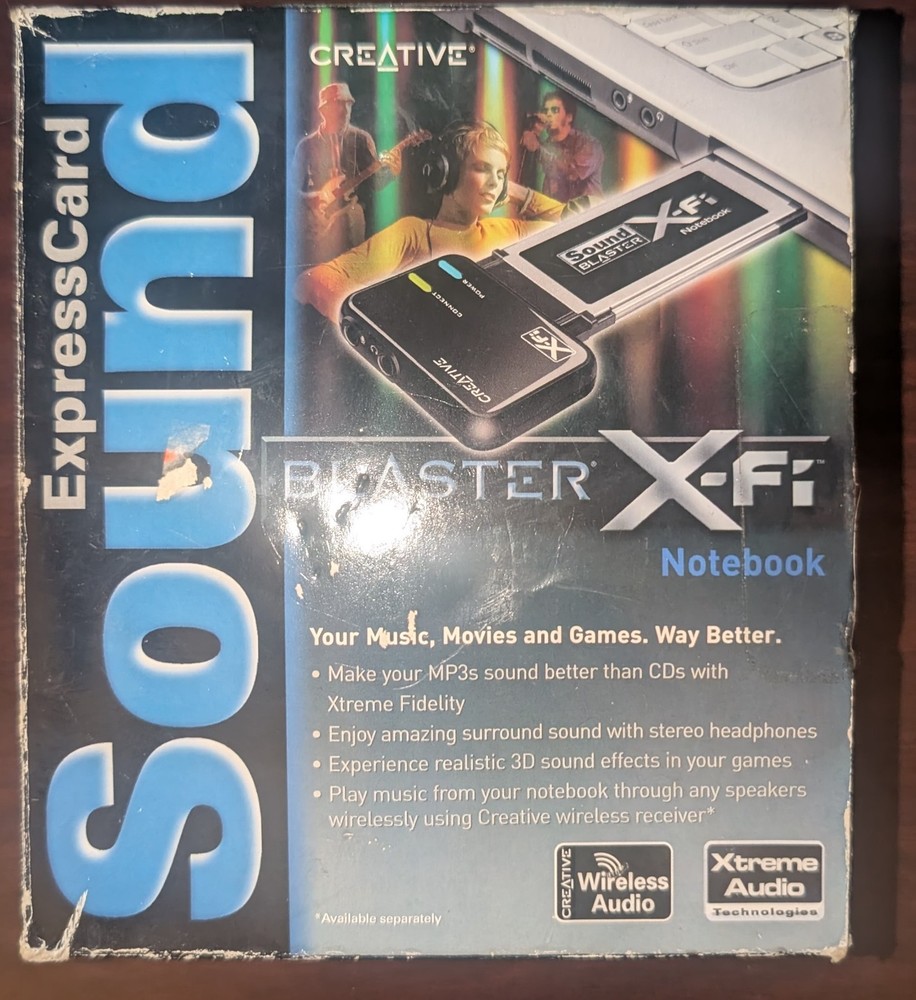 ExpressCard
Sound
CREATIVE®
Sound
BLASTER
X-Fi
Notebook
POWER
CONNECT
X-Fi
CREATIVE
BLASTER® X-Fi™
Notebook
Your Music, Movies and Games. Way Better.
• Make your MP3s sound better than CDs with
Xtreme Fidelity
• Enjoy amazing surround sound with stereo headphones
• Experience realistic 3D sound effects in your games
• Play music from your notebook through any speakers
wirelessly using Creative wireless receiver*
CREATIVE
Wireless
Audio
Xtreme
Audio
Technologies
*Available separately